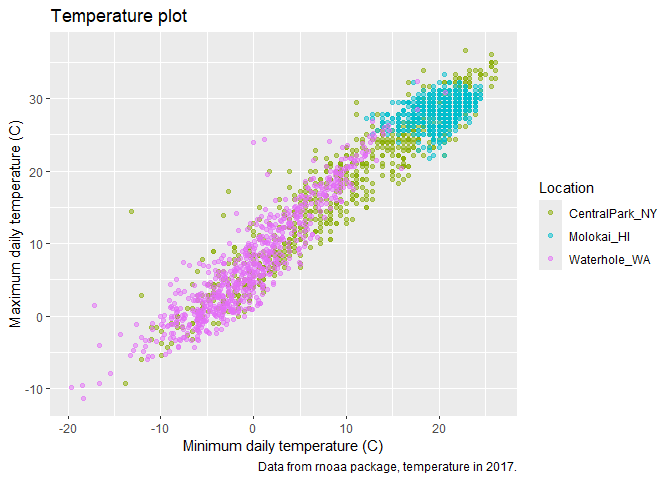 Temperature plot
Maximum daily temperature (C)
30
20
10
0
-10
-20
-10
0
10
20
Minimum daily temperature (C)
Data from rnoaa package, temperature in 2017.
Location
CentralPark_NY
Molokai_HI
Waterhole_WA